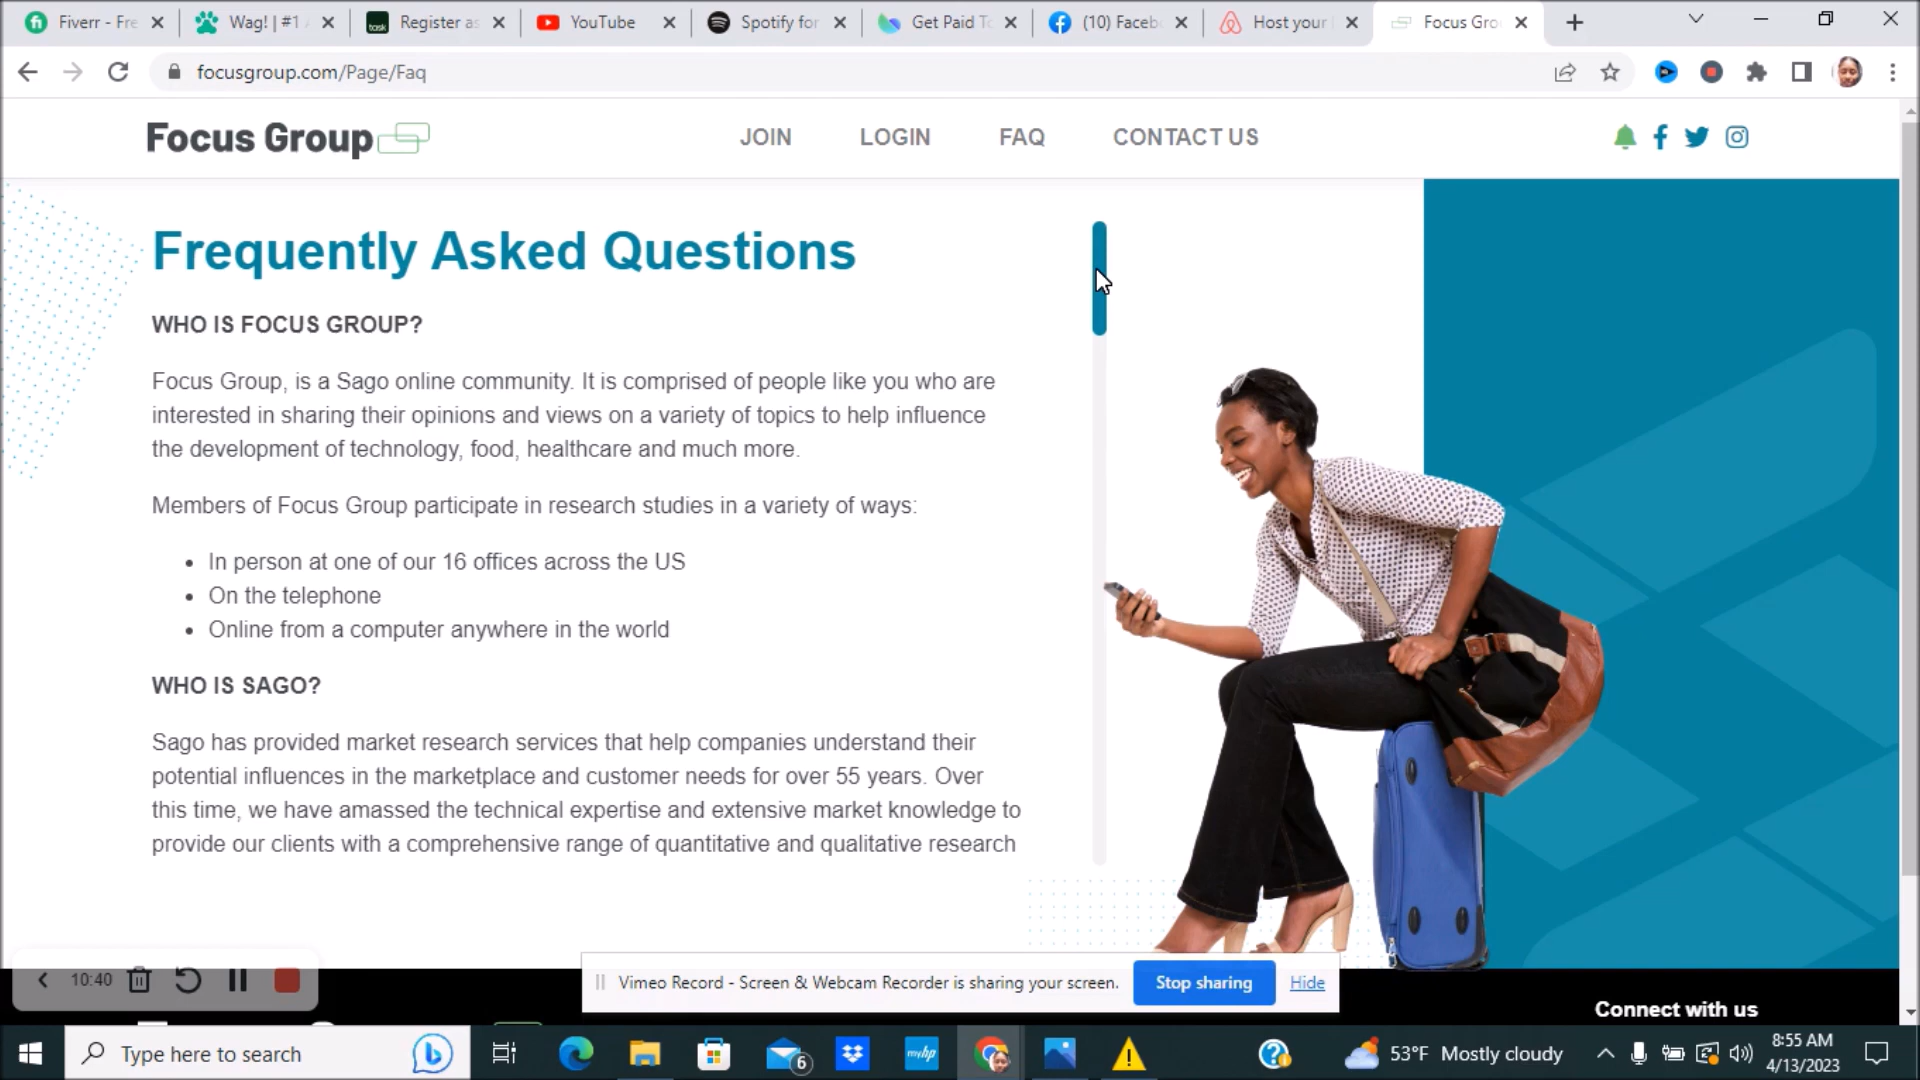 Fiverr - Fre
Wag! | #1
Register as
YouTube
Spotify for
Get Paid T
(10) Faceb
Host your
Focus Gro
focusgroup.com/Page/Faq
Focus Group
JOIN
LOGIN
FAQ
CONTACT US
Frequently Asked Questions
WHO IS FOCUS GROUP?
Focus Group, is a Sago online community. It is comprised of people like you who are
interested in sharing their opinions and views on a variety of topics to help influence
the development of technology, food, healthcare and much more.
Members of Focus Group participate in research studies in a variety of ways:
• In person at one of our 16 offices across the US
• On the telephone
• Online from a computer anywhere in the world
WHO IS SAGO?
Sago has provided market research services that help companies understand their
potential influences in the marketplace and customer needs for over 55 years. Over
this time, we have amassed the technical expertise and extensive market knowledge to
provide our clients with a comprehensive range of quantitative and qualitative research
10:40
Vimeo Record - Screen & Webcam Recorder is sharing your screen.
Stop sharing
Hide
Connect with us
Type here to search
6
myhp
53°F Mostly cloudy
8:55 AM
4/13/2023